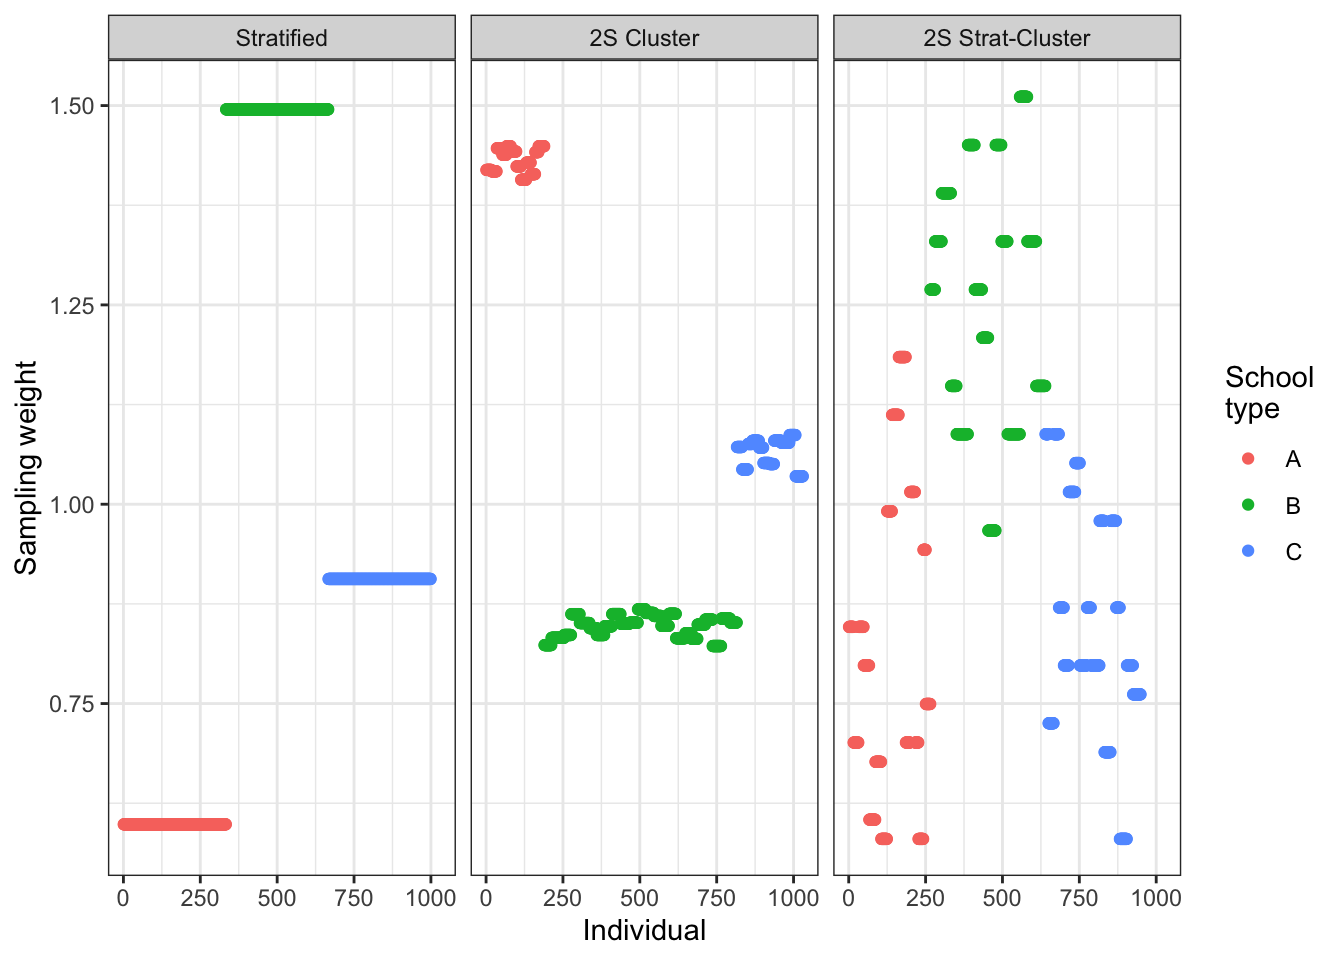 Stratified
2S Cluster
2S Strat-Cluster
Sampling weight
1.50
1.25
1.00
0.75
0 250 500 750 1000
0 250 500 750 1000
0 250 500 750 1000
Individual
School
type
A
B
C